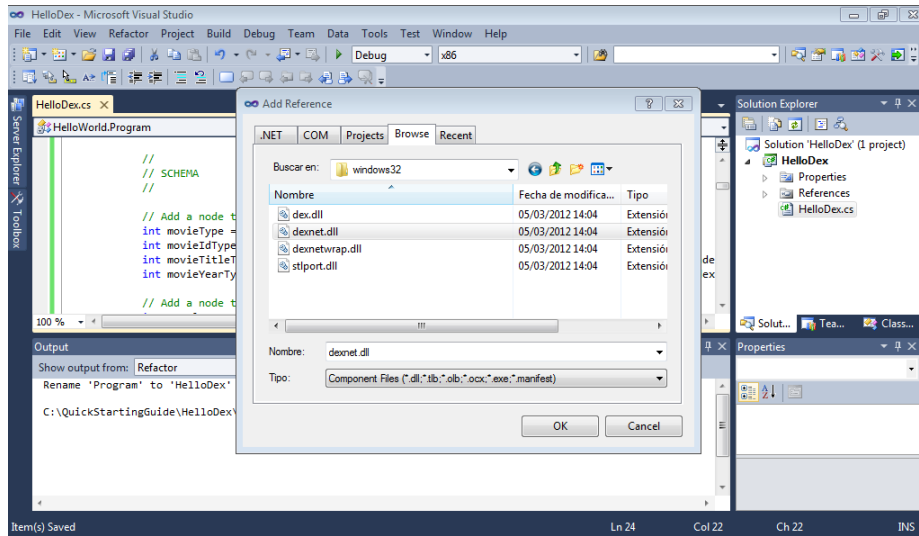 HelloDex - Microsoft Visual Studio
File Edit View Refactor Project Build Debug Team Data Tools Test Window Help
Debug x86
HelloDex.cs
HelloWorld.Program
Server Explorer
Toolbox
//
// SCHEMA
//
// Add a node t
int movieType =
int movieIdType
int movieTitleT
int movieYearTy
// Add a node t
de
ex
100 %
Add Reference
.NET COM Projects Browse Recent
Buscar en: windows32
Nombre Fecha de modifica... Tipo
dex.dll 05/03/2012 14:04 Extensión
dexnet.dll 05/03/2012 14:04 Extensión
dexnetwrap.dll 05/03/2012 14:04 Extensión
stlport.dll 05/03/2012 14:04 Extensión
Nombre: dexnet.dll
Tipo: Component Files (*.dll;*.tlb;*.olb;*.ocx;*.exe;*.manifest)
OK Cancel
Solution Explorer
Solution 'HelloDex' (1 project)
HelloDex
Properties
References
HelloDex.cs
Solut... Tea... Class...
Properties
Output
Show output from: Refactor
Rename 'Program' to 'HelloDex'
C:\QuickStartingGuide\HelloDex\
Item(s) Saved Ln 24 Col 22 Ch 22 INS